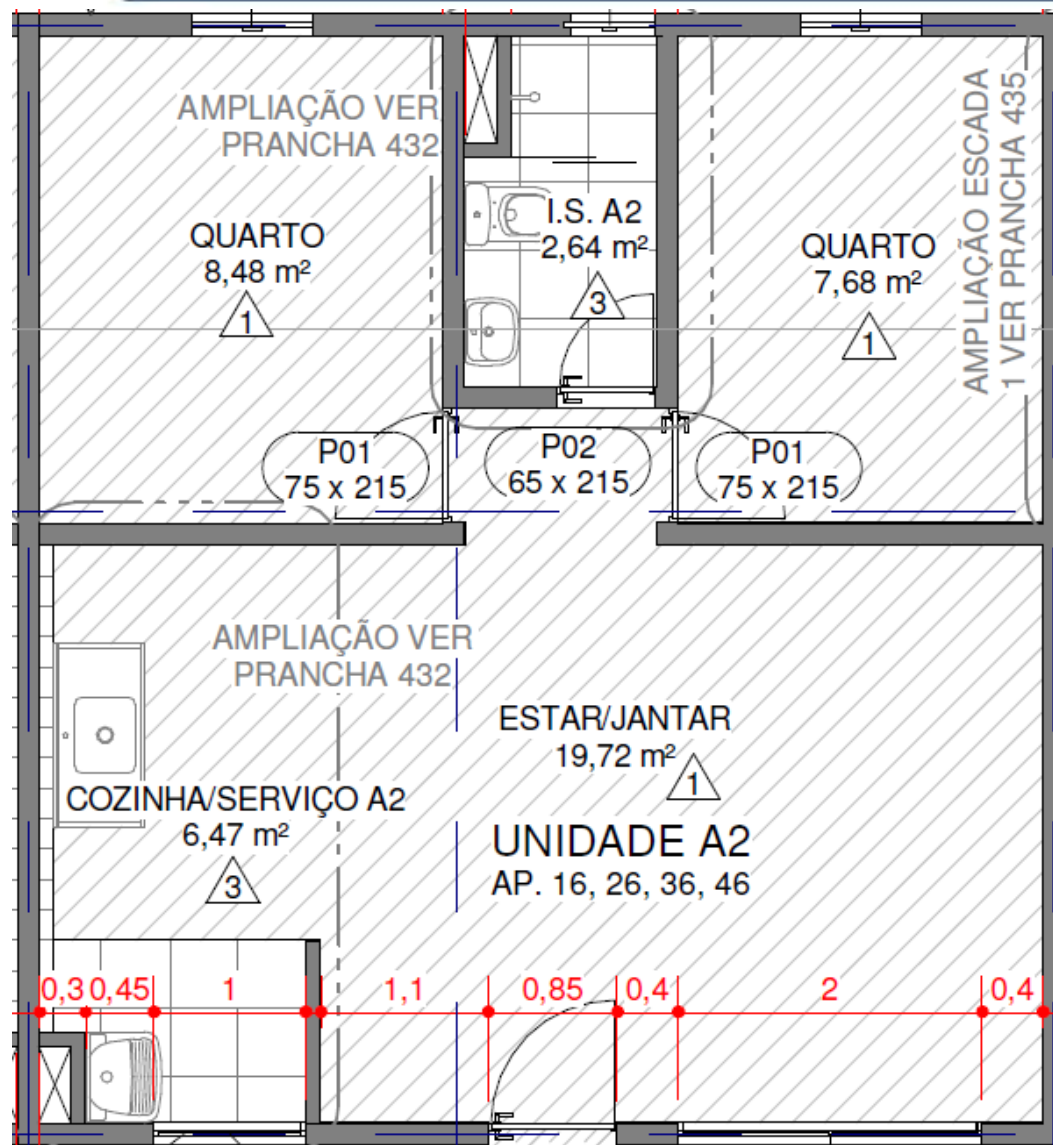 AMPLIAÇÃO VER
PRANCHA 432
QUARTO
8,48 m²
1
I.S. A2
2,64 m²
3
QUARTO
7,68 m²
1
AMPLIAÇÃO ESCADA
1 VER PRANCHA 435
P01
75 x 215
P02
65 x 215
P01
75 x 215
AMPLIAÇÃO VER
PRANCHA 432
ESTAR/JANTAR
19,72 m²
1
COZINHA/SERVIÇO A2
6,47 m²
3
UNIDADE A2
AP. 16, 26, 36, 46
0,3 0,45 1 1,1 0,85 0,4 2 0,4